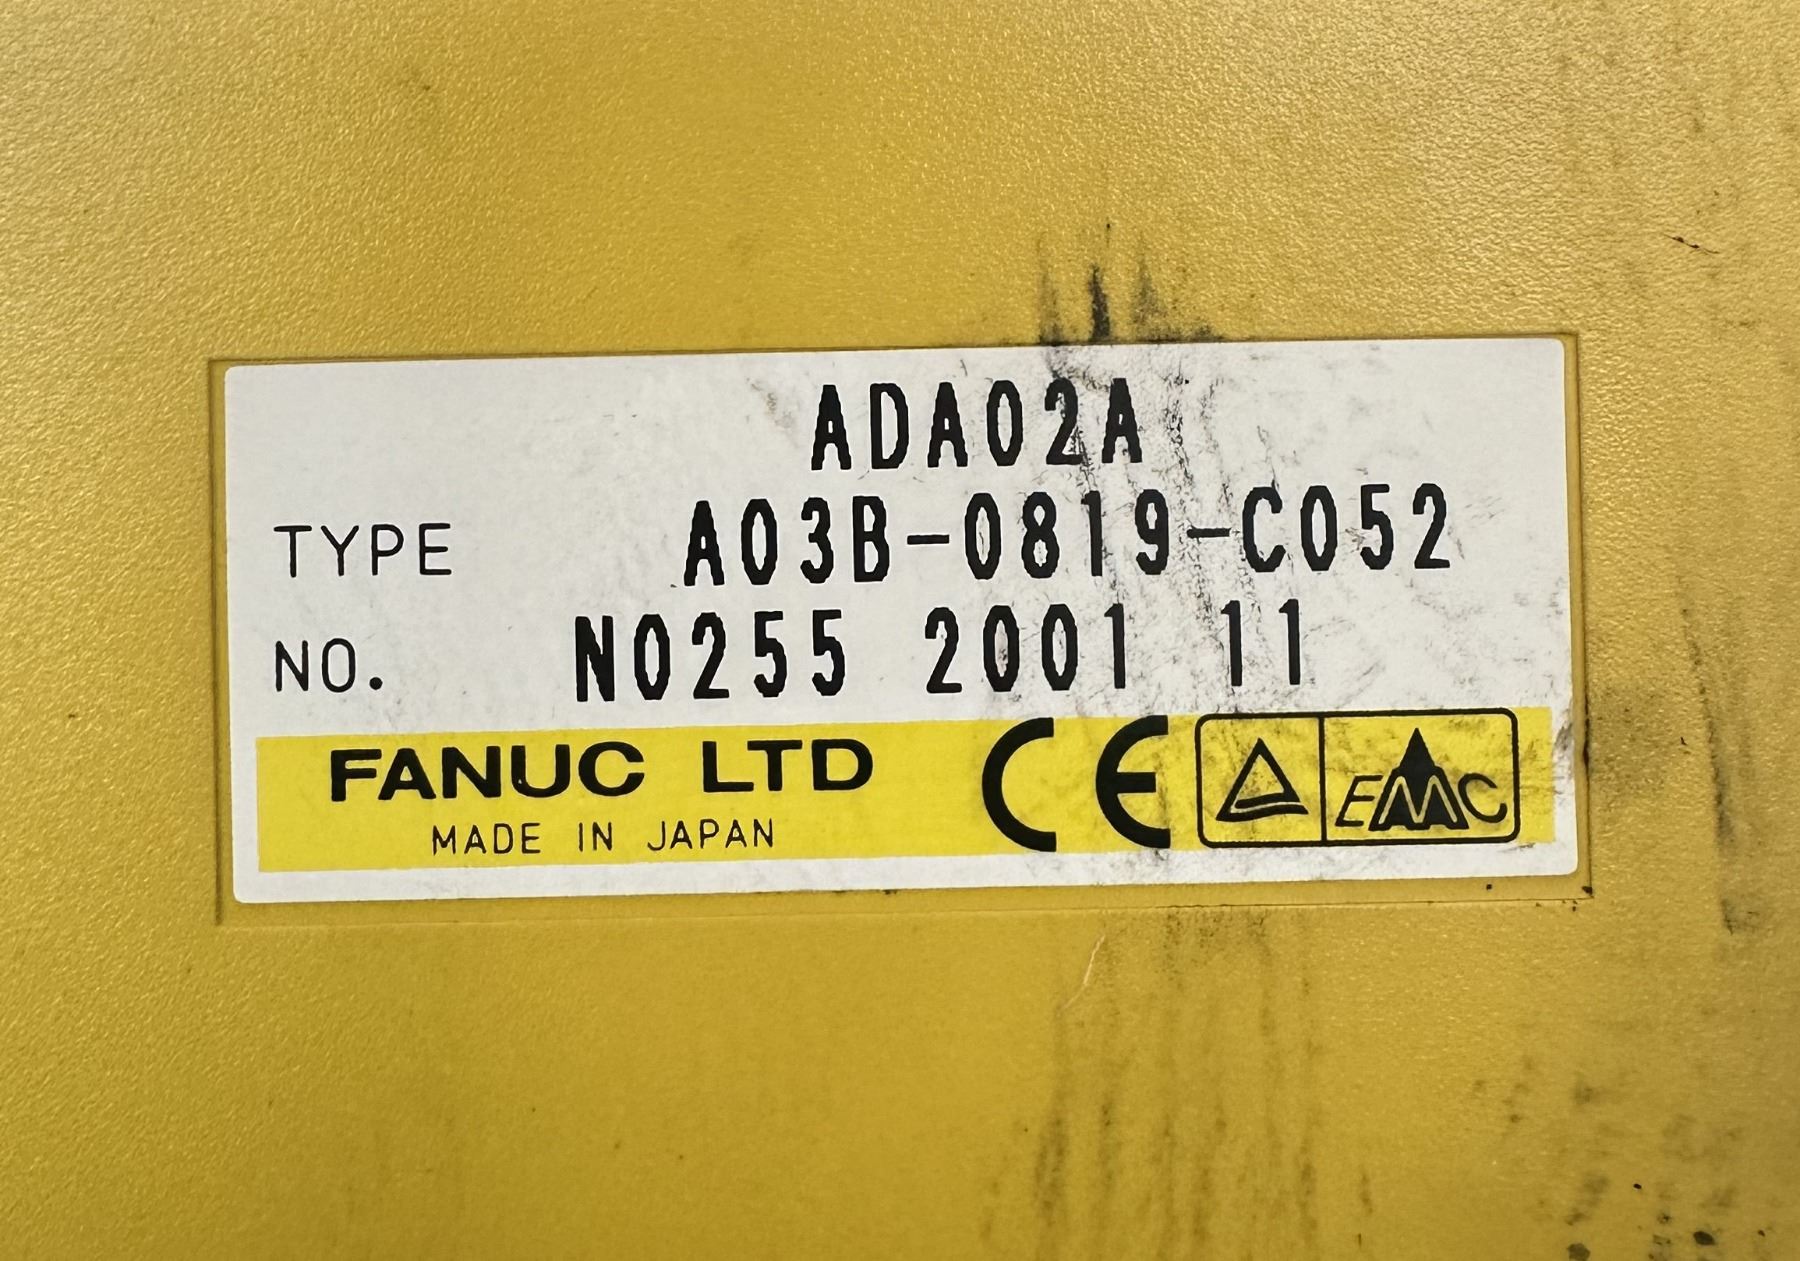 ADA02A
TYPE A03B-0819-C052
NO. N0255 2001 11
FANUC LTD CE EMC
MADE IN JAPAN